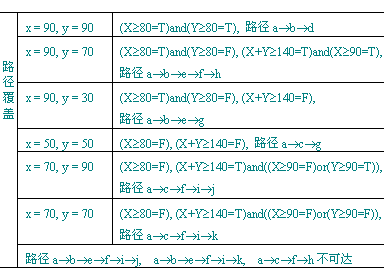 路径覆盖
x = 90, y = 90 (X≥80=T)and(Y≥80=T), 路径 a→b→d
x = 90, y = 70 (X≥80=T)and(Y≥80=F), (X+Y≥140=T)and(X≥90=T),
路径 a→b→e→f→h
x = 90, y = 30 (X≥80=T)and(Y≥80=F), (X+Y≥140=F),
路径 a→b→e→g
x = 50, y = 50 (X≥80=F), (X+Y≥140=F), 路径 a→c→g
x = 70, y = 90 (X≥80=F), (X+Y≥140=T)and((X≥90=F)or(Y≥90=T)),
路径 a→c→f→i→j
x = 70, y = 70 (X≥80=F), (X+Y≥140=T)and((X≥90=F)or(Y≥90=F)),
路径 a→c→f→i→k
路径 a→b→e→f→i→j, a→b→e→f→i→k, a→c→f→h 不可达